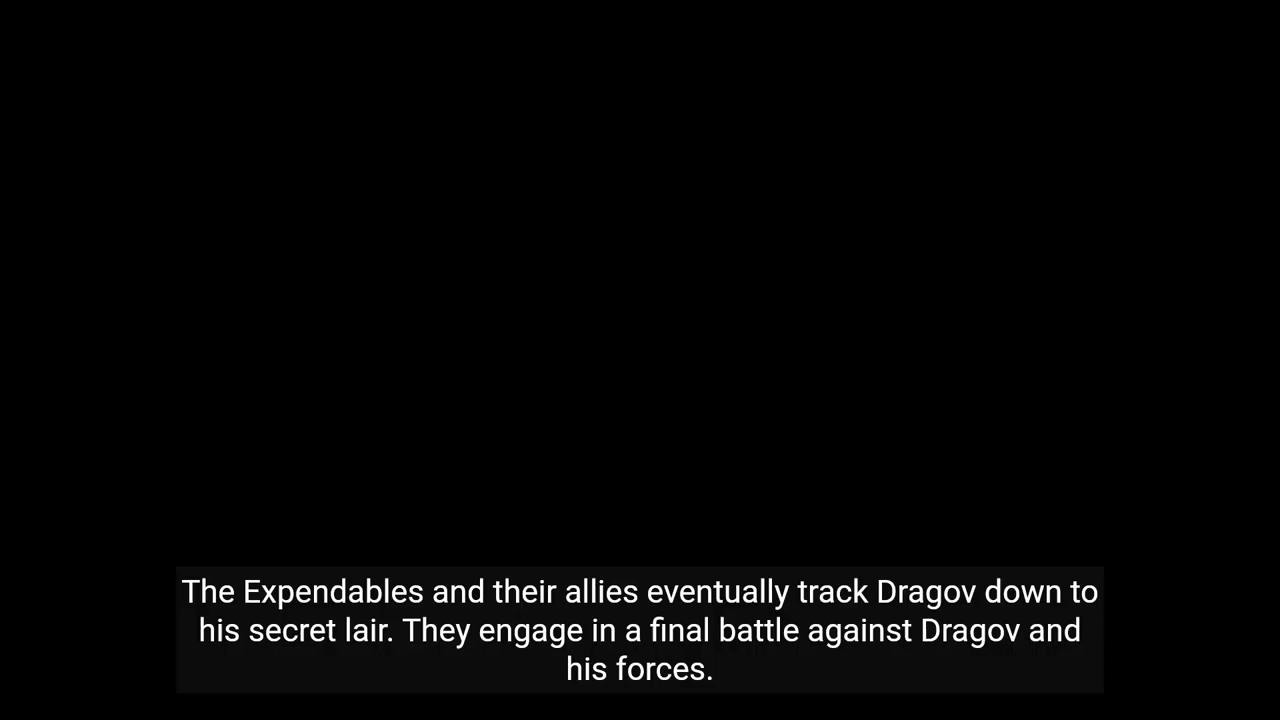 The Expendables and their allies eventually track Dragov down to
his secret lair. They engage in a final battle against Dragov and
his forces.